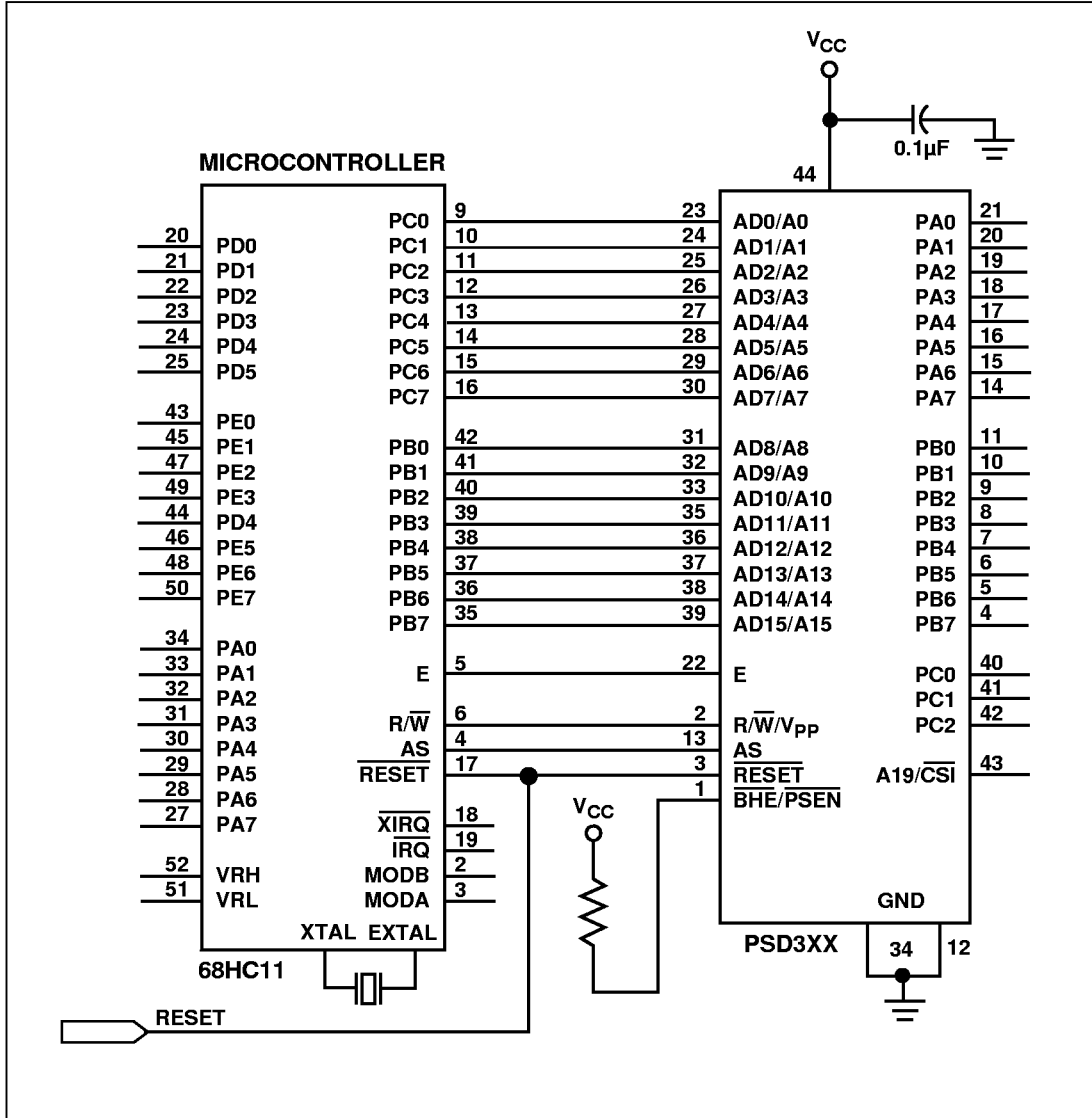 VCC
0.1µF
44
MICROCONTROLLER
PC0 9 23 AD0/A0 PA0 21
20 PD0 PC1 10 24 AD1/A1 PA1 20
21 PD1 PC2 11 25 AD2/A2 PA2 19
22 PD2 PC3 12 26 AD3/A3 PA3 18
23 PD3 PC4 13 27 AD4/A4 PA4 17
24 PD4 PC5 14 28 AD5/A5 PA5 16
25 PD5 PC6 15 29 AD6/A6 PA6 15
PC7 16 30 AD7/A7 PA7 14
43 PE0
45 PE1 PB0 42 31 AD8/A8 PB0 11
47 PE2 PB1 41 32 AD9/A9 PB1 10
49 PE3 PB2 40 33 AD10/A10 PB2 9
44 PD4 PB3 39 35 AD11/A11 PB3 8
46 PE5 PB4 38 36 AD12/A12 PB4 7
48 PE6 PB5 37 37 AD13/A13 PB5 6
50 PE7 PB6 36 38 AD14/A14 PB6 5
PB7 35 39 AD15/A15 PB7 4
34 PA0
33 PA1 E 5 22 E PC0 40
32 PA2 PC1 41
31 PA3 R/W̅ 6 2 R/W̅/VPP PC2 42
30 PA4 AS 4 13 AS
29 PA5 R̅E̅S̅E̅T̅ 17 3 R̅E̅S̅E̅T̅ A19/C̅S̅I̅ 43
28 PA6 1 B̅H̅E̅/P̅S̅E̅N̅
27 PA7 X̅I̅R̅Q̅ 18 VCC
I̅R̅Q̅ 19
52 VRH MODB 2
51 VRL MODA 3
GND
XTAL EXTAL
PSD3XX 34 12
68HC11
RESET